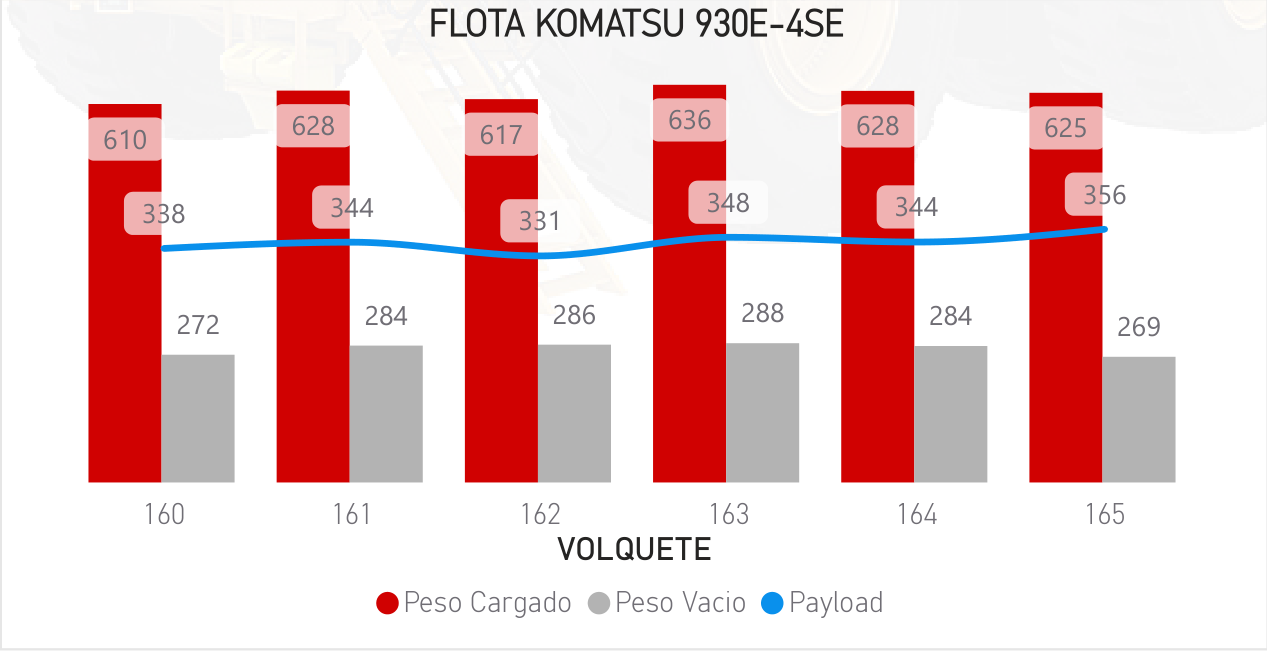 FLOTA KOMATSU 930E-4SE
610 628 617 636 628 625
338 344 331 348 344 356
272 284 286 288 284 269
160 161 162 163 164 165
VOLQUETE
Peso Cargado Peso Vacio Payload